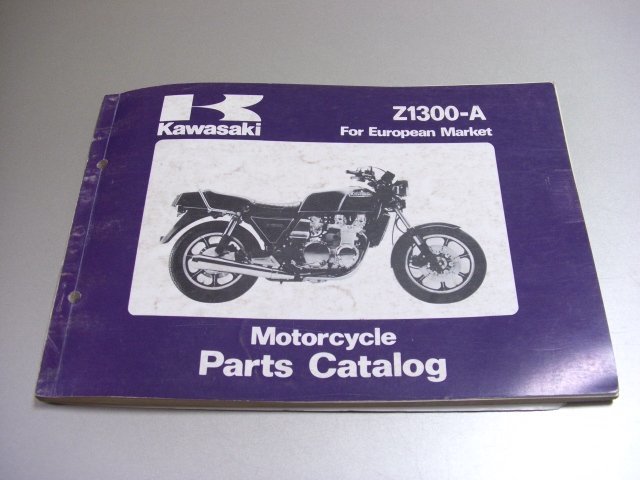 Kawasaki
Z1300-A
For European Market
Motorcycle
Parts Catalog